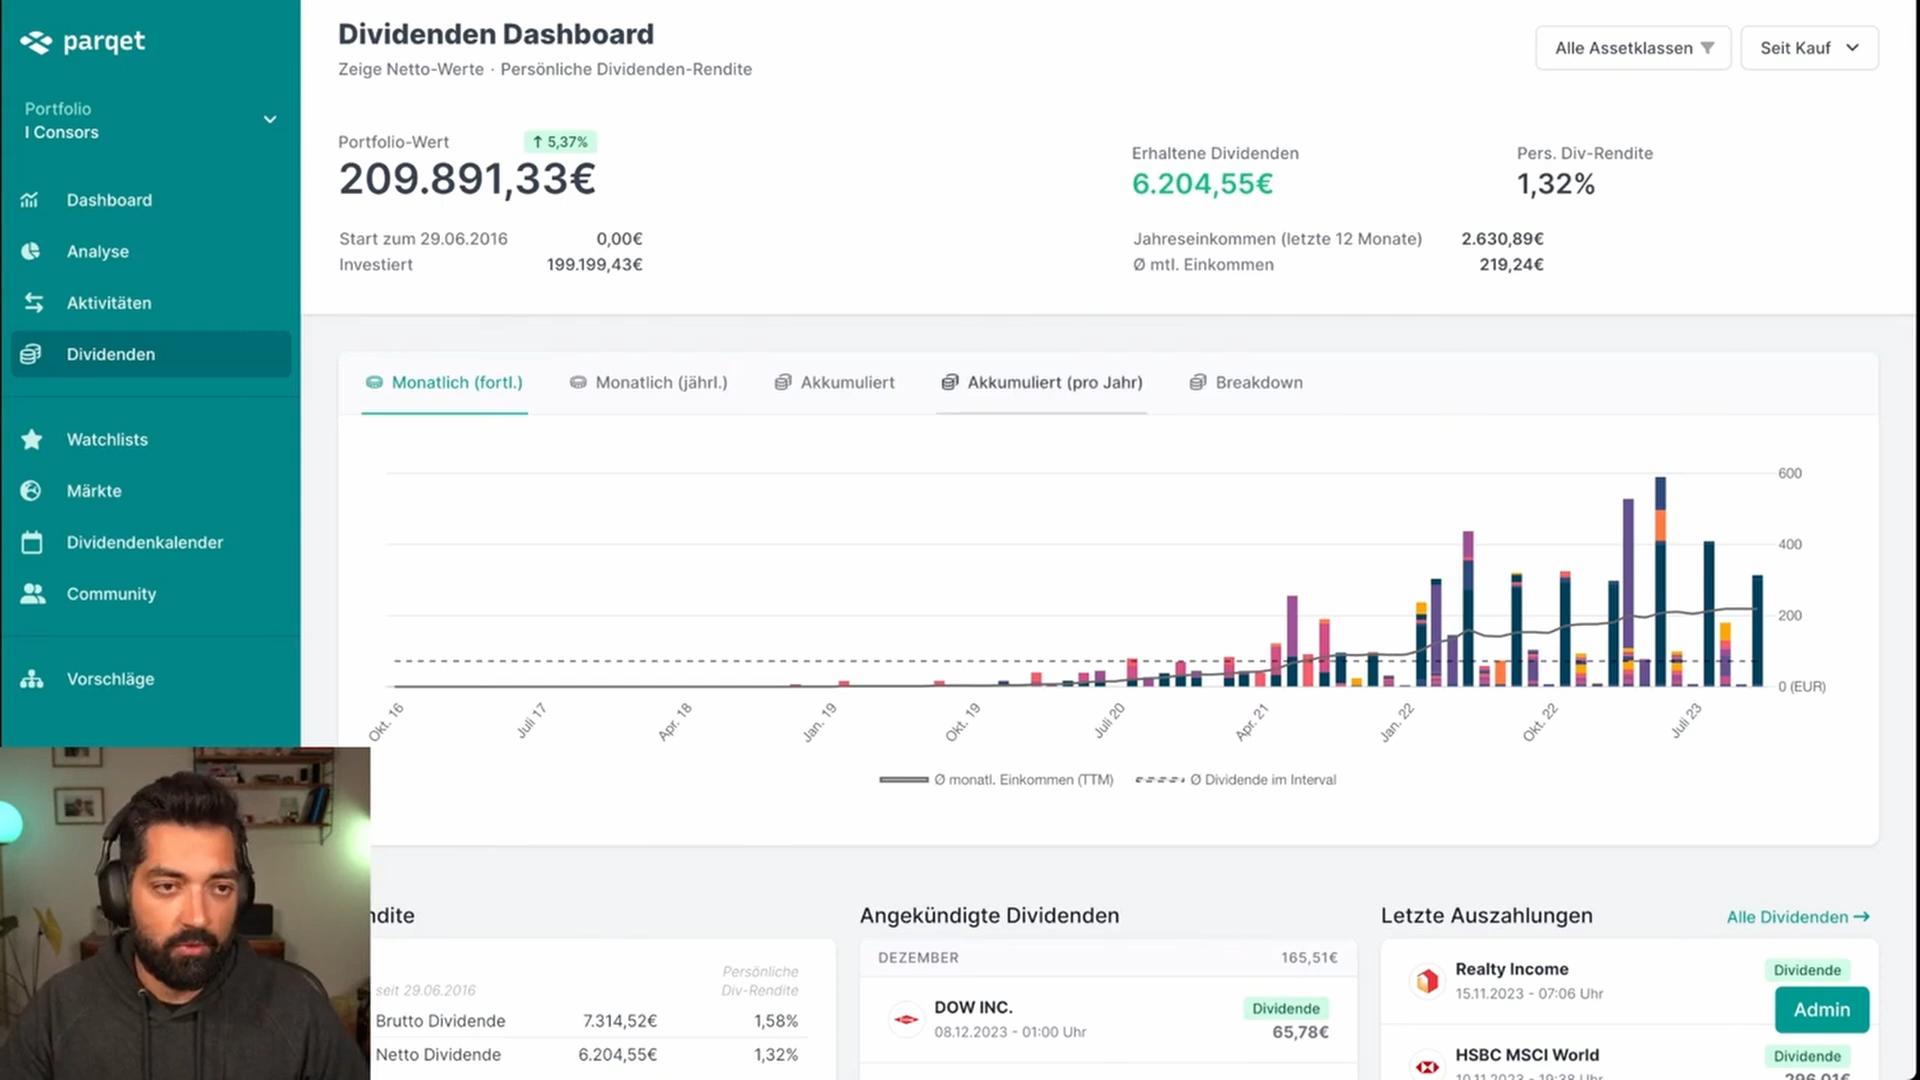 parqet
Portfolio
I Consors
Dashboard
Analyse
Aktivitäten
Dividenden
Watchlists
Märkte
Dividendenkalender
Community
Vorschläge
Dividenden Dashboard
Zeige Netto-Werte · Persönliche Dividenden-Rendite
Alle Assetklassen
Seit Kauf
Portfolio-Wert
↑ 5,37%
209.891,33€
Start zum 29.06.2016 0,00€
Investiert 199.199,43€
Erhaltene Dividenden
6.204,55€
Pers. Div-Rendite
1,32%
Jahreseinkommen (letzte 12 Monate) 2.630,89€
Ø mtl. Einkommen 219,24€
Monatlich (fortl.)
Monatlich (jährl.)
Akkumuliert
Akkumuliert (pro Jahr)
Breakdown
600
400
200
0 (EUR)
Okt. 16
Juli 17
Apr. 18
Jan. 19
Okt. 19
Juli 20
Apr. 21
Jan. 22
Okt. 22
Juli 23
Ø monatl. Einkommen (TTM)
Ø Dividende im Interval
ndite
Persönliche
Div-Rendite
seit 29.06.2016
Brutto Dividende 7.314,52€ 1,58%
Netto Dividende 6.204,55€ 1,32%
Angekündigte Dividenden
DEZEMBER 165,51€
DOW INC.
08.12.2023 - 01:00 Uhr
Dividende
65,78€
Letzte Auszahlungen
Alle Dividenden →
Realty Income
15.11.2023 - 07:06 Uhr
Dividende
Admin
HSBC MSCI World
10.11.2023 - 19:38 Uhr
Dividende
296,01€